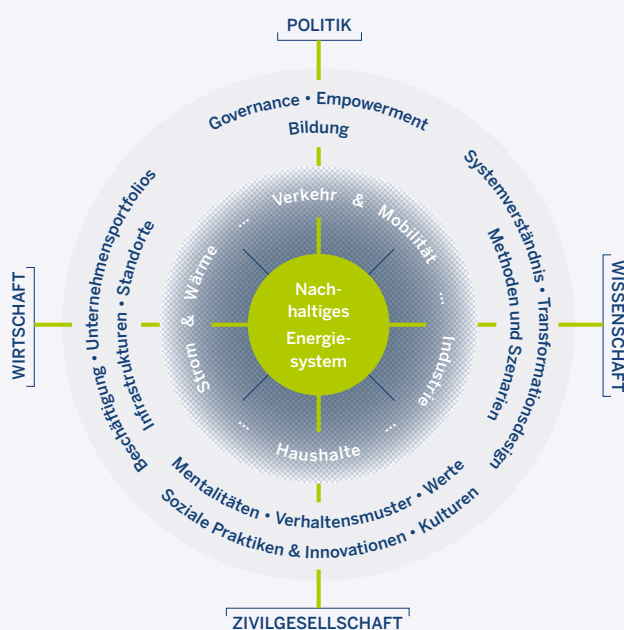 POLITIK
Governance • Empowerment
Bildung
WIRTSCHAFT
Beschäftigung • Unternehmensportfolios
Infrastrukturen • Standorte
Strom & Wärme
...
Verkehr & Mobilität
...
Industrie
...
Haushalte
...
Nach-
haltiges
Energie-
system
Systemverständnis • Transformationsdesign
Methoden und Szenarien
WISSENSCHAFT
Mentalitäten • Verhaltensmuster • Werte
Soziale Praktiken & Innovationen • Kulturen
ZIVILGESELLSCHAFT